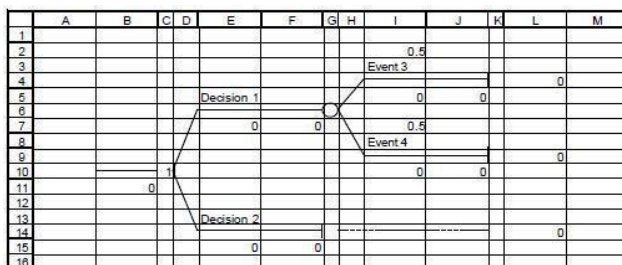 A B C D E F G H I J K L M
1
2 0.5
3 Event 3
4 0
5 Decision 1 0 0
6
7 0 0 0.5
8 Event 4
9 0
10 1 0 0
11 0
12
13 Decision 2
14 0
15 0 0
16